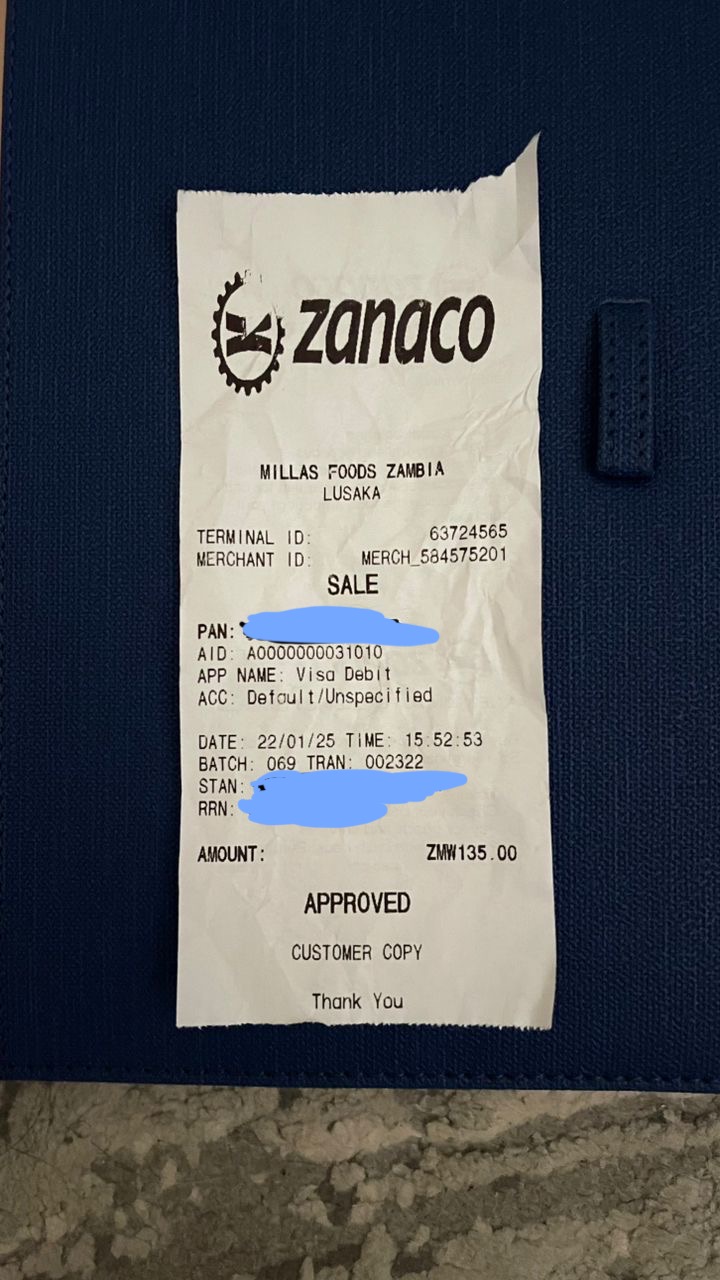 zanaco
MILLAS FOODS ZAMBIA
LUSAKA
TERMINAL ID: 63724565
MERCHANT ID: MERCH_584575201
SALE
PAN:
AID: A0000000031010
APP NAME: Visa Debit
ACC: Default/Unspecified
DATE: 22/01/25 TIME: 15:52:53
BATCH: 069 TRAN: 002322
STAN:
RRN:
AMOUNT: ZMW135.00
APPROVED
CUSTOMER COPY
Thank You